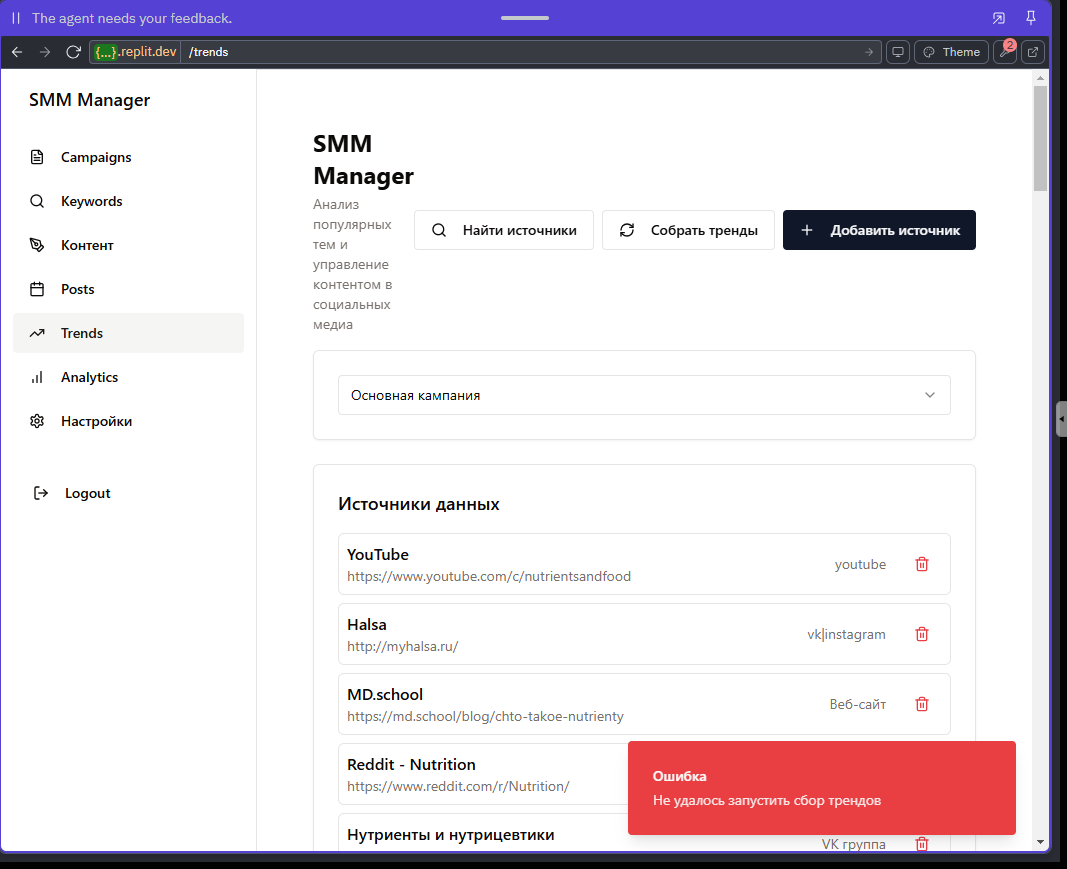 The agent needs your feedback.
{...}.replit.dev /trends Theme 2
SMM Manager
Campaigns
Keywords
Контент
Posts
Trends
Analytics
Настройки
Logout
SMM
Manager
Анализ
популярных
тем и
управление
контентом в
социальных
медиа
Найти источники
Собрать тренды
Добавить источник
Основная кампания
Источники данных
YouTube
https://www.youtube.com/c/nutrientsandfood
youtube
Halsa
http://myhalsa.ru/
vk|instagram
MD.school
https://md.school/blog/chto-takoe-nutrienty
Веб-сайт
Reddit - Nutrition
https://www.reddit.com/r/Nutrition/
Нутриенты и нутрицевтики
VK группа
Ошибка
Не удалось запустить сбор трендов